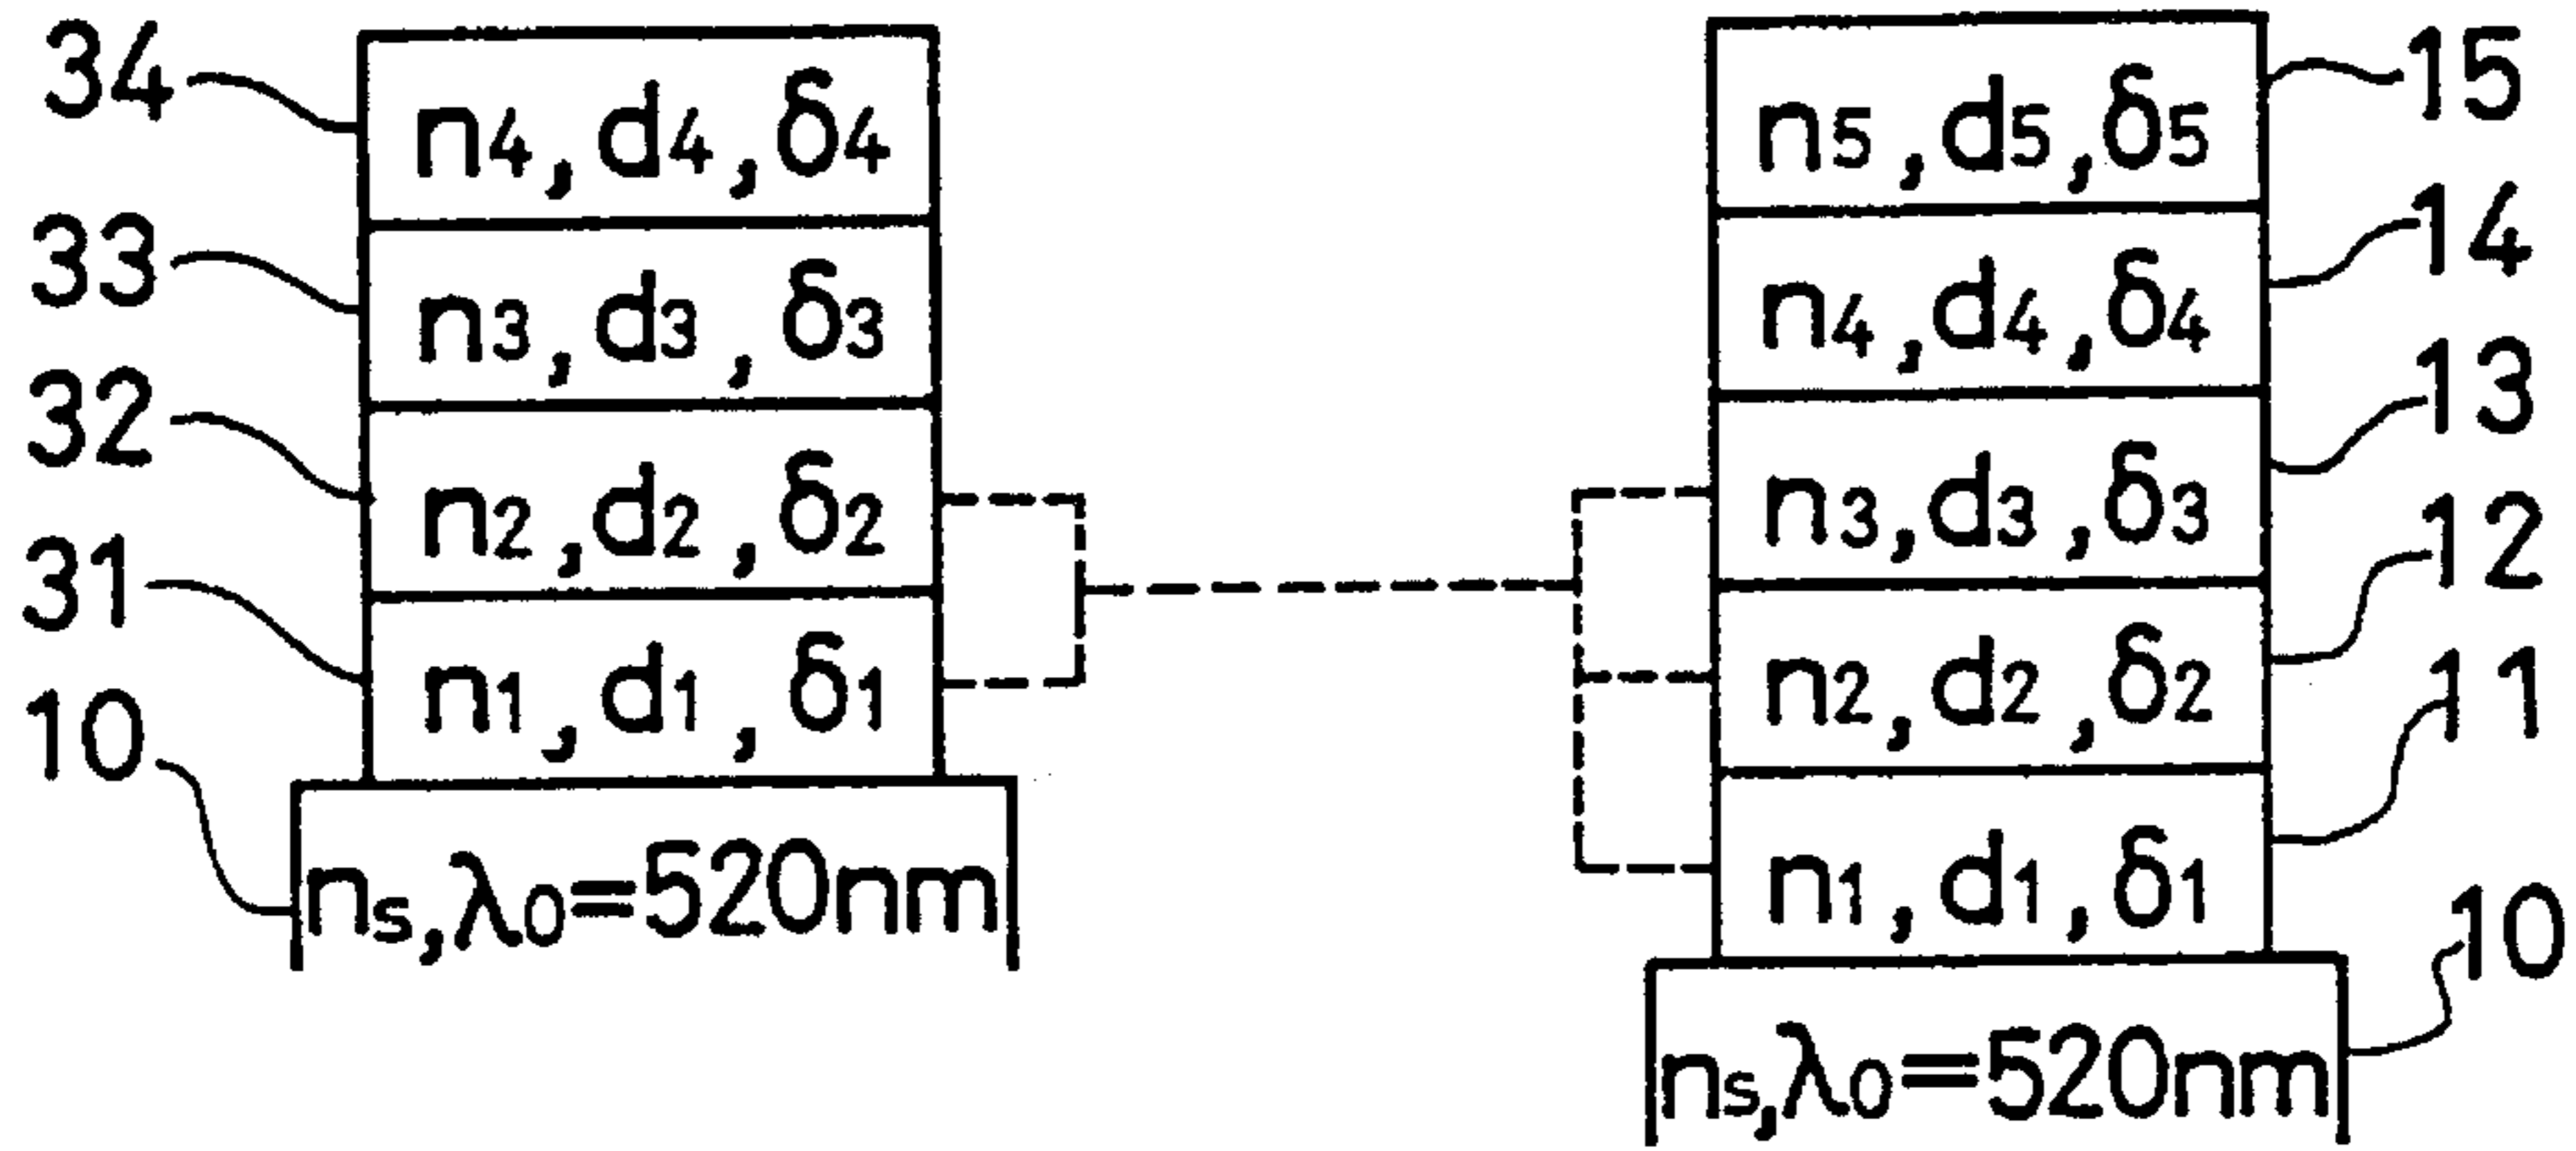 34
n4, d4, δ4
33
n3, d3, δ3
32
n2, d2, δ2
31
n1, d1, δ1
10
ns, λ0=520nm
n5, d5, δ5
15
n4, d4, δ4
14
n3, d3, δ3
13
n2, d2, δ2
12
n1, d1, δ1
11
ns, λ0=520nm
10